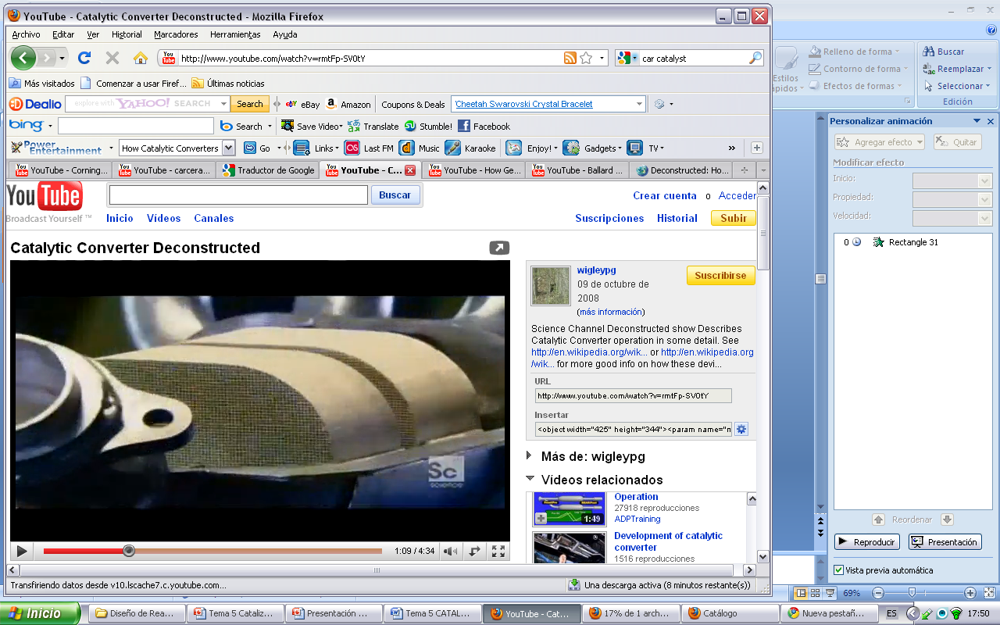 YouTube - Catalytic Converter Deconstructed - Mozilla Firefox
Archivo Editar Ver Historial Marcadores Herramientas Ayuda
You Tube http://www.youtube.com/watch?v=rmtFp-SV0tY car catalyst
Más visitados Comenzar a usar Firef... Últimas noticias
Dealio explore with YAHOO! SEARCH Search eBay Amazon Coupons & Deals 'Cheetah Swarovski Crystal Bracelet
bing Search Save Video Translate Stumble! Facebook
Power Entertainment How Catalytic Converters Go Links Last FM Music Karaoke Enjoy! Gadgets TV »
YouTube - Corning... YouTube - carcera... Traductor de Google YouTube - C... YouTube - How Ge... YouTube - Ballard ... Deconstructed: Ho...
YouTube Buscar Crear cuenta o Acceder
Broadcast Yourself ™ Inicio Vídeos Canales Suscripciones Historial Subir
Catalytic Converter Deconstructed
Sc
science
1:09 / 4:34
wigleypg Suscribirse
09 de octubre de
2008
(más información)
Science Channel Deconstructed show Describes
Catalytic Converter operation in some detail. See
http://en.wikipedia.org/wik... or http://en.wikipedia.org
/wik... for more good info on how these devi...
URL
http://www.youtube.com/watch?v=rmtFp-SV0tY
Insertar
<object width="425" height="344"><param name="n
Más de: wigleypg
Vídeos relacionados
Operation
27918 reproducciones
1:49 ADPTraining
Development of catalytic
converter
1516 reproducciones
Transfiriendo datos desde v10.lscache7.c.youtube.com... Una descarga activa (8 minutos restante(s))
Estilos
rápidos
Relleno de forma
Contorno de forma
Efectos de formas
Buscar
Reemplazar
Seleccionar
Edición
Personalizar animación
Agregar efecto Quitar
Modificar efecto
Inicio:
Propiedad:
Velocidad:
0 Rectangle 31
Reordenar
Reproducir Presentación
Vista previa automática
69%
Inicio Diseño de Rea... Tema 5 Cataliz... Presentación ... Tema 5 CATAL... YouTube - Cat... 17% de 1 arch... Catálogo Nueva pestañ... ES 17:50